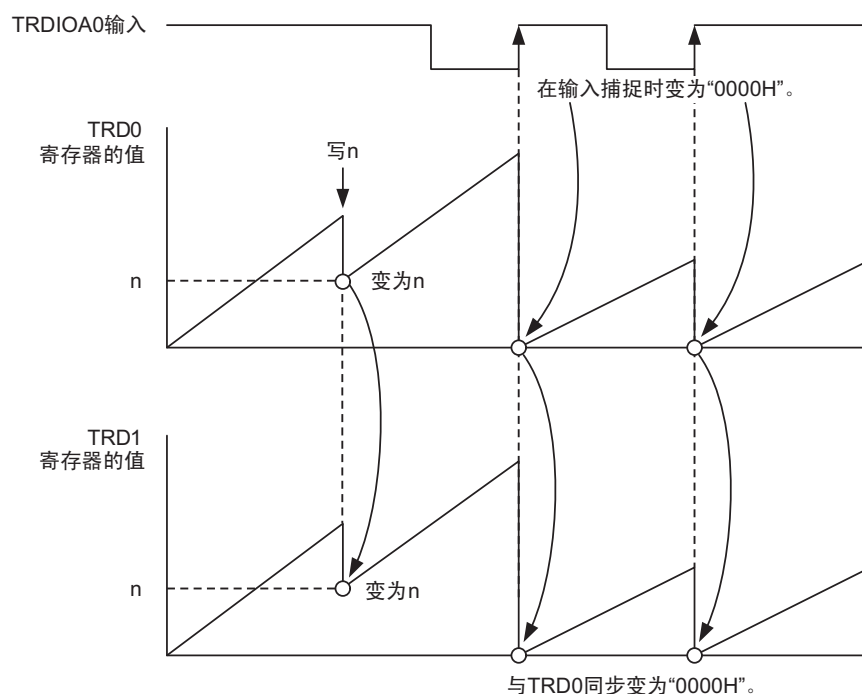 TRDIOA0输入
在输入捕捉时变为“0000H”。
TRD0
寄存器的值
写n
n
变为n
TRD1
寄存器的值
n
变为n
与TRD0同步变为“0000H”。